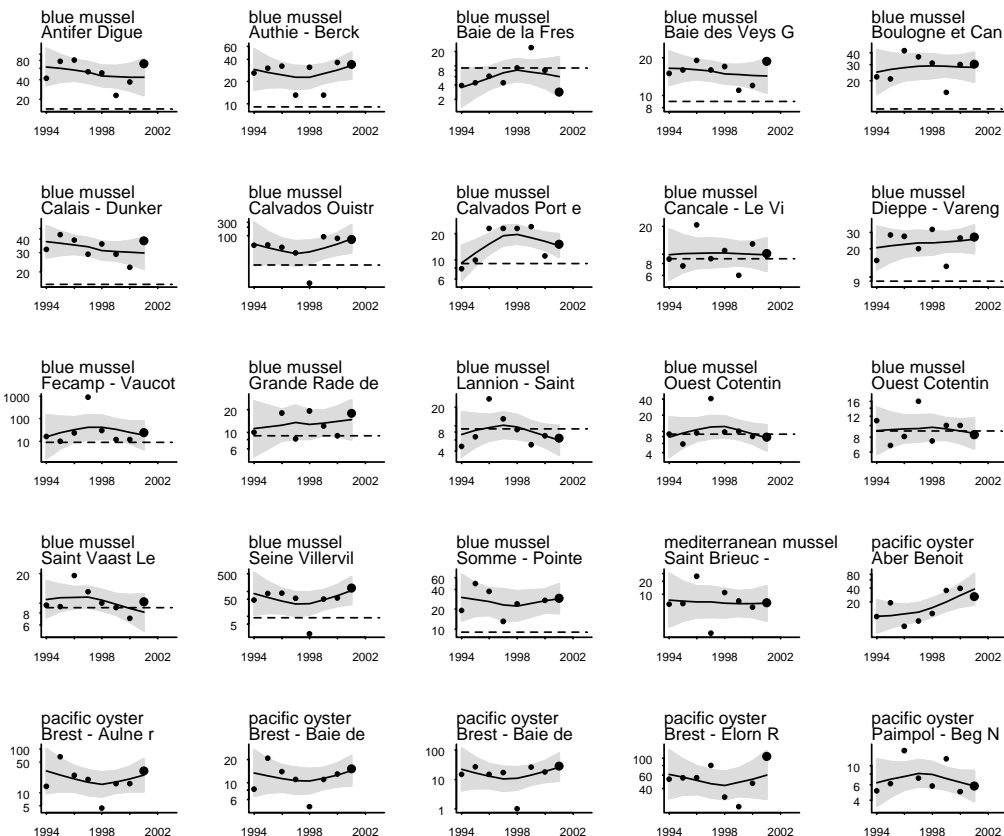 blue mussel
Antifer Digue
80
40
20
1994 1998 2002
blue mussel
Authie - Berck
60
40
20
10
1994 1998 2002
blue mussel
Baie de la Fres
20
8
4
2
1994 1998 2002
blue mussel
Baie des Veys G
20
10
8
1994 1998 2002
blue mussel
Boulogne et Can
40
30
20
1994 1998 2002
blue mussel
Calais - Dunker
40
30
20
1994 1998 2002
blue mussel
Calvados Ouistr
300
100
1994 1998 2002
blue mussel
Calvados Port e
20
10
6
1994 1998 2002
blue mussel
Cancale - Le Vi
20
8
6
1994 1998 2002
blue mussel
Dieppe - Vareng
30
20
9
1994 1998 2002
blue mussel
Fecamp - Vaucot
1000
100
10
1994 1998 2002
blue mussel
Grande Rade de
20
10
6
1994 1998 2002
blue mussel
Lannion - Saint
20
8
4
1994 1998 2002
blue mussel
Ouest Cotentin
40
20
8
4
1994 1998 2002
blue mussel
Ouest Cotentin
16
12
8
6
1994 1998 2002
blue mussel
Saint Vaast Le
20
8
6
1994 1998 2002
blue mussel
Seine Villervil
500
50
5
1994 1998 2002
blue mussel
Somme - Pointe
60
40
20
10
1994 1998 2002
mediterranean mussel
Saint Brieuc -
20
10
1994 1998 2002
pacific oyster
Aber Benoit
80
40
20
1994 1998 2002
pacific oyster
Brest - Aulne r
100
50
10
5
1994 1998 2002
pacific oyster
Brest - Baie de
20
10
6
1994 1998 2002
pacific oyster
Brest - Baie de
100
10
1
1994 1998 2002
pacific oyster
Brest - Elorn R
100
60
40
1994 1998 2002
pacific oyster
Paimpol - Beg N
10
6
4
1994 1998 2002